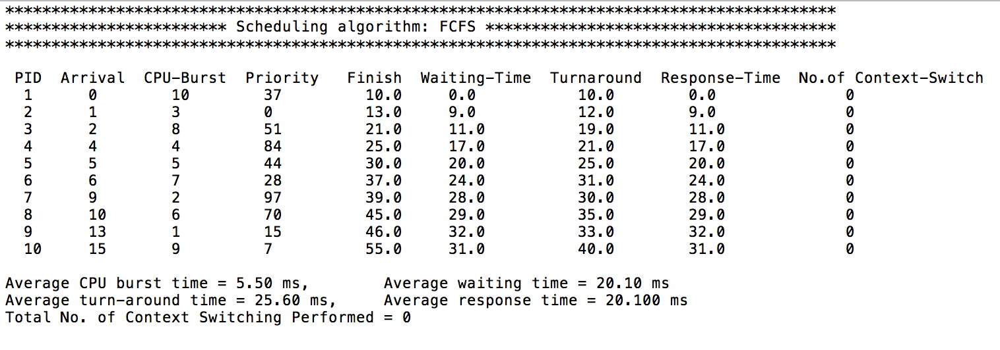 ******************************************************************************************
************************ Scheduling algorithm: FCFS **************************************
******************************************************************************************
PID Arrival CPU-Burst Priority Finish Waiting-Time Turnaround Response-Time No.of Context-Switch
1 0 10 37 10.0 0.0 10.0 0.0 0
2 1 3 0 13.0 9.0 12.0 9.0 0
3 2 8 51 21.0 11.0 19.0 11.0 0
4 4 4 84 25.0 17.0 21.0 17.0 0
5 5 5 44 30.0 20.0 25.0 20.0 0
6 6 7 28 37.0 24.0 31.0 24.0 0
7 9 2 97 39.0 28.0 30.0 28.0 0
8 10 6 70 45.0 29.0 35.0 29.0 0
9 13 1 15 46.0 32.0 33.0 32.0 0
10 15 9 7 55.0 31.0 40.0 31.0 0
Average CPU burst time = 5.50 ms, Average waiting time = 20.10 ms
Average turn-around time = 25.60 ms, Average response time = 20.100 ms
Total No. of Context Switching Performed = 0